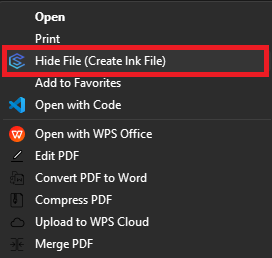 Open
Print
Hide File (Create Ink File)
Add to Favorites
Open with Code
Open with WPS Office
Edit PDF
Convert PDF to Word
Compress PDF
Upload to WPS Cloud
Merge PDF